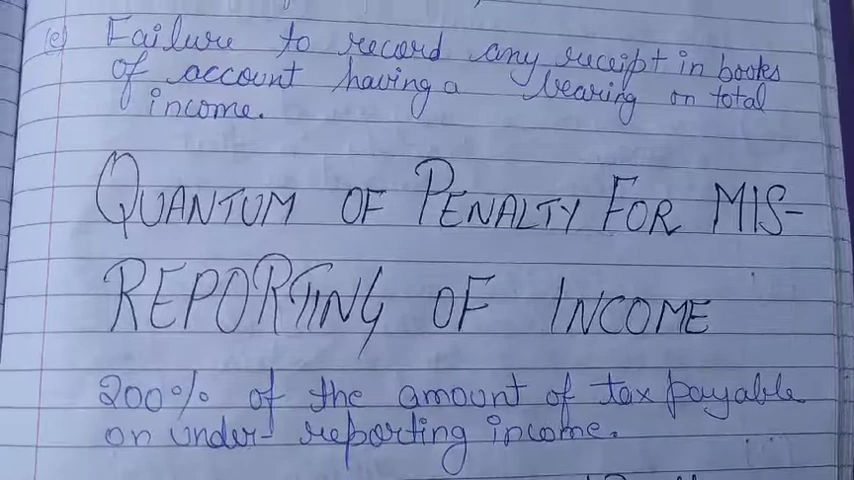 (e) Failure to record any receipt in books
of account having a bearing on total
income.
QUANTUM OF PENALTY FOR MIS-
REPORTING OF INCOME
200% of the amount of tax payable
on under-reporting income.